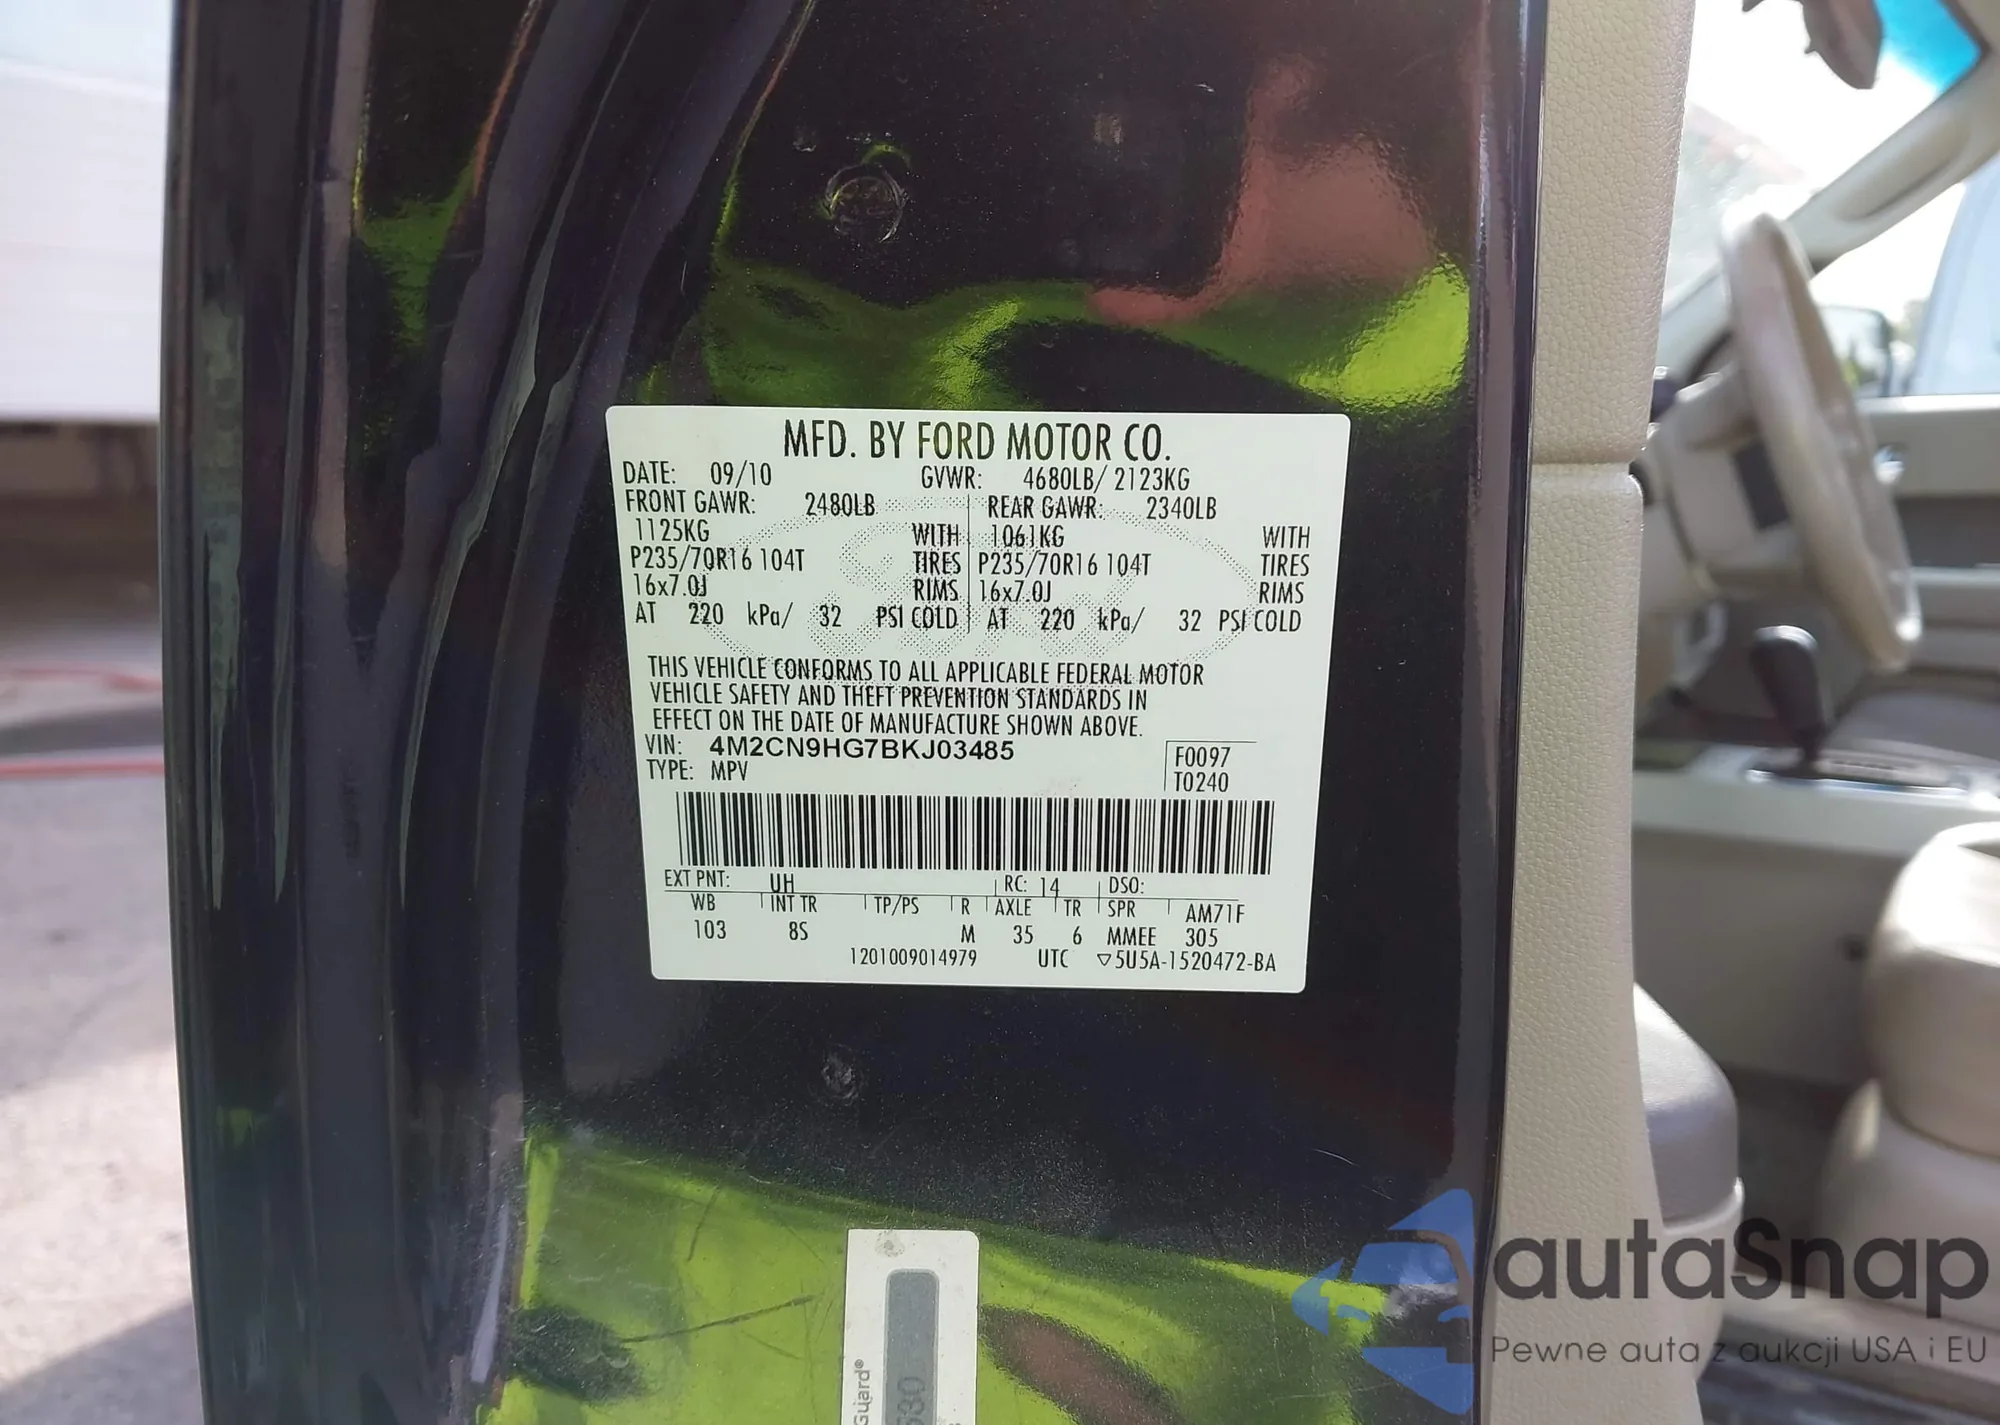 MFD. BY FORD MOTOR CO.
DATE: 09/10 GVWR: 4680LB/ 2123KG
FRONT GAWR: 2480LB REAR GAWR: 2340LB
1125KG WITH 1061KG WITH
P235/70R16 104T TIRES P235/70R16 104T TIRES
16x7.0J RIMS 16x7.0J RIMS
AT 220 kPa/ 32 PSI COLD AT 220 kPa/ 32 PSI COLD
THIS VEHICLE CONFORMS TO ALL APPLICABLE FEDERAL MOTOR
VEHICLE SAFETY AND THEFT PREVENTION STANDARDS IN
EFFECT ON THE DATE OF MANUFACTURE SHOWN ABOVE.
VIN: 4M2CN9HG7BKJ03485 F0097
TYPE: MPV T0240
EXT PNT: UH RC: 14 DSO:
WB INT TR TP/PS R AXLE TR SPR AM71F
103 8S M 35 6 MMEE 305
1201009014979 UTC ▽5U5A-1520472-BA
Guard®
autaSnap
Pewne auta z aukcji USA i EU